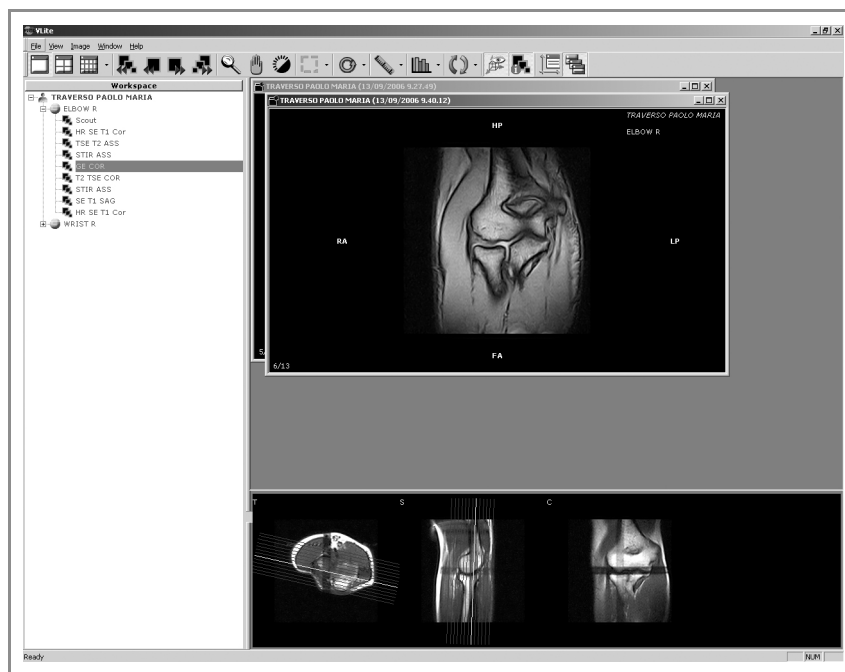 VLite
File View Image Window Help
Workspace
TRAVERSO PAOLO MARIA
ELBOW R
Scout
HR SE T1 Cor
TSE T2 ASS
STIR ASS
GE COR
T2 TSE COR
STIR ASS
SE T1 SAG
HR SE T1 Cor
WRIST R
TRAVERSO PAOLO MARIA (13/09/2006 9.27.49)
TRAVERSO PAOLO MARIA (13/09/2006 9.40.12)
TRAVERSO PAOLO MARIA
HP
ELBOW R
RA
LP
FA
5/
6/13
T
S
C
Ready
NUM